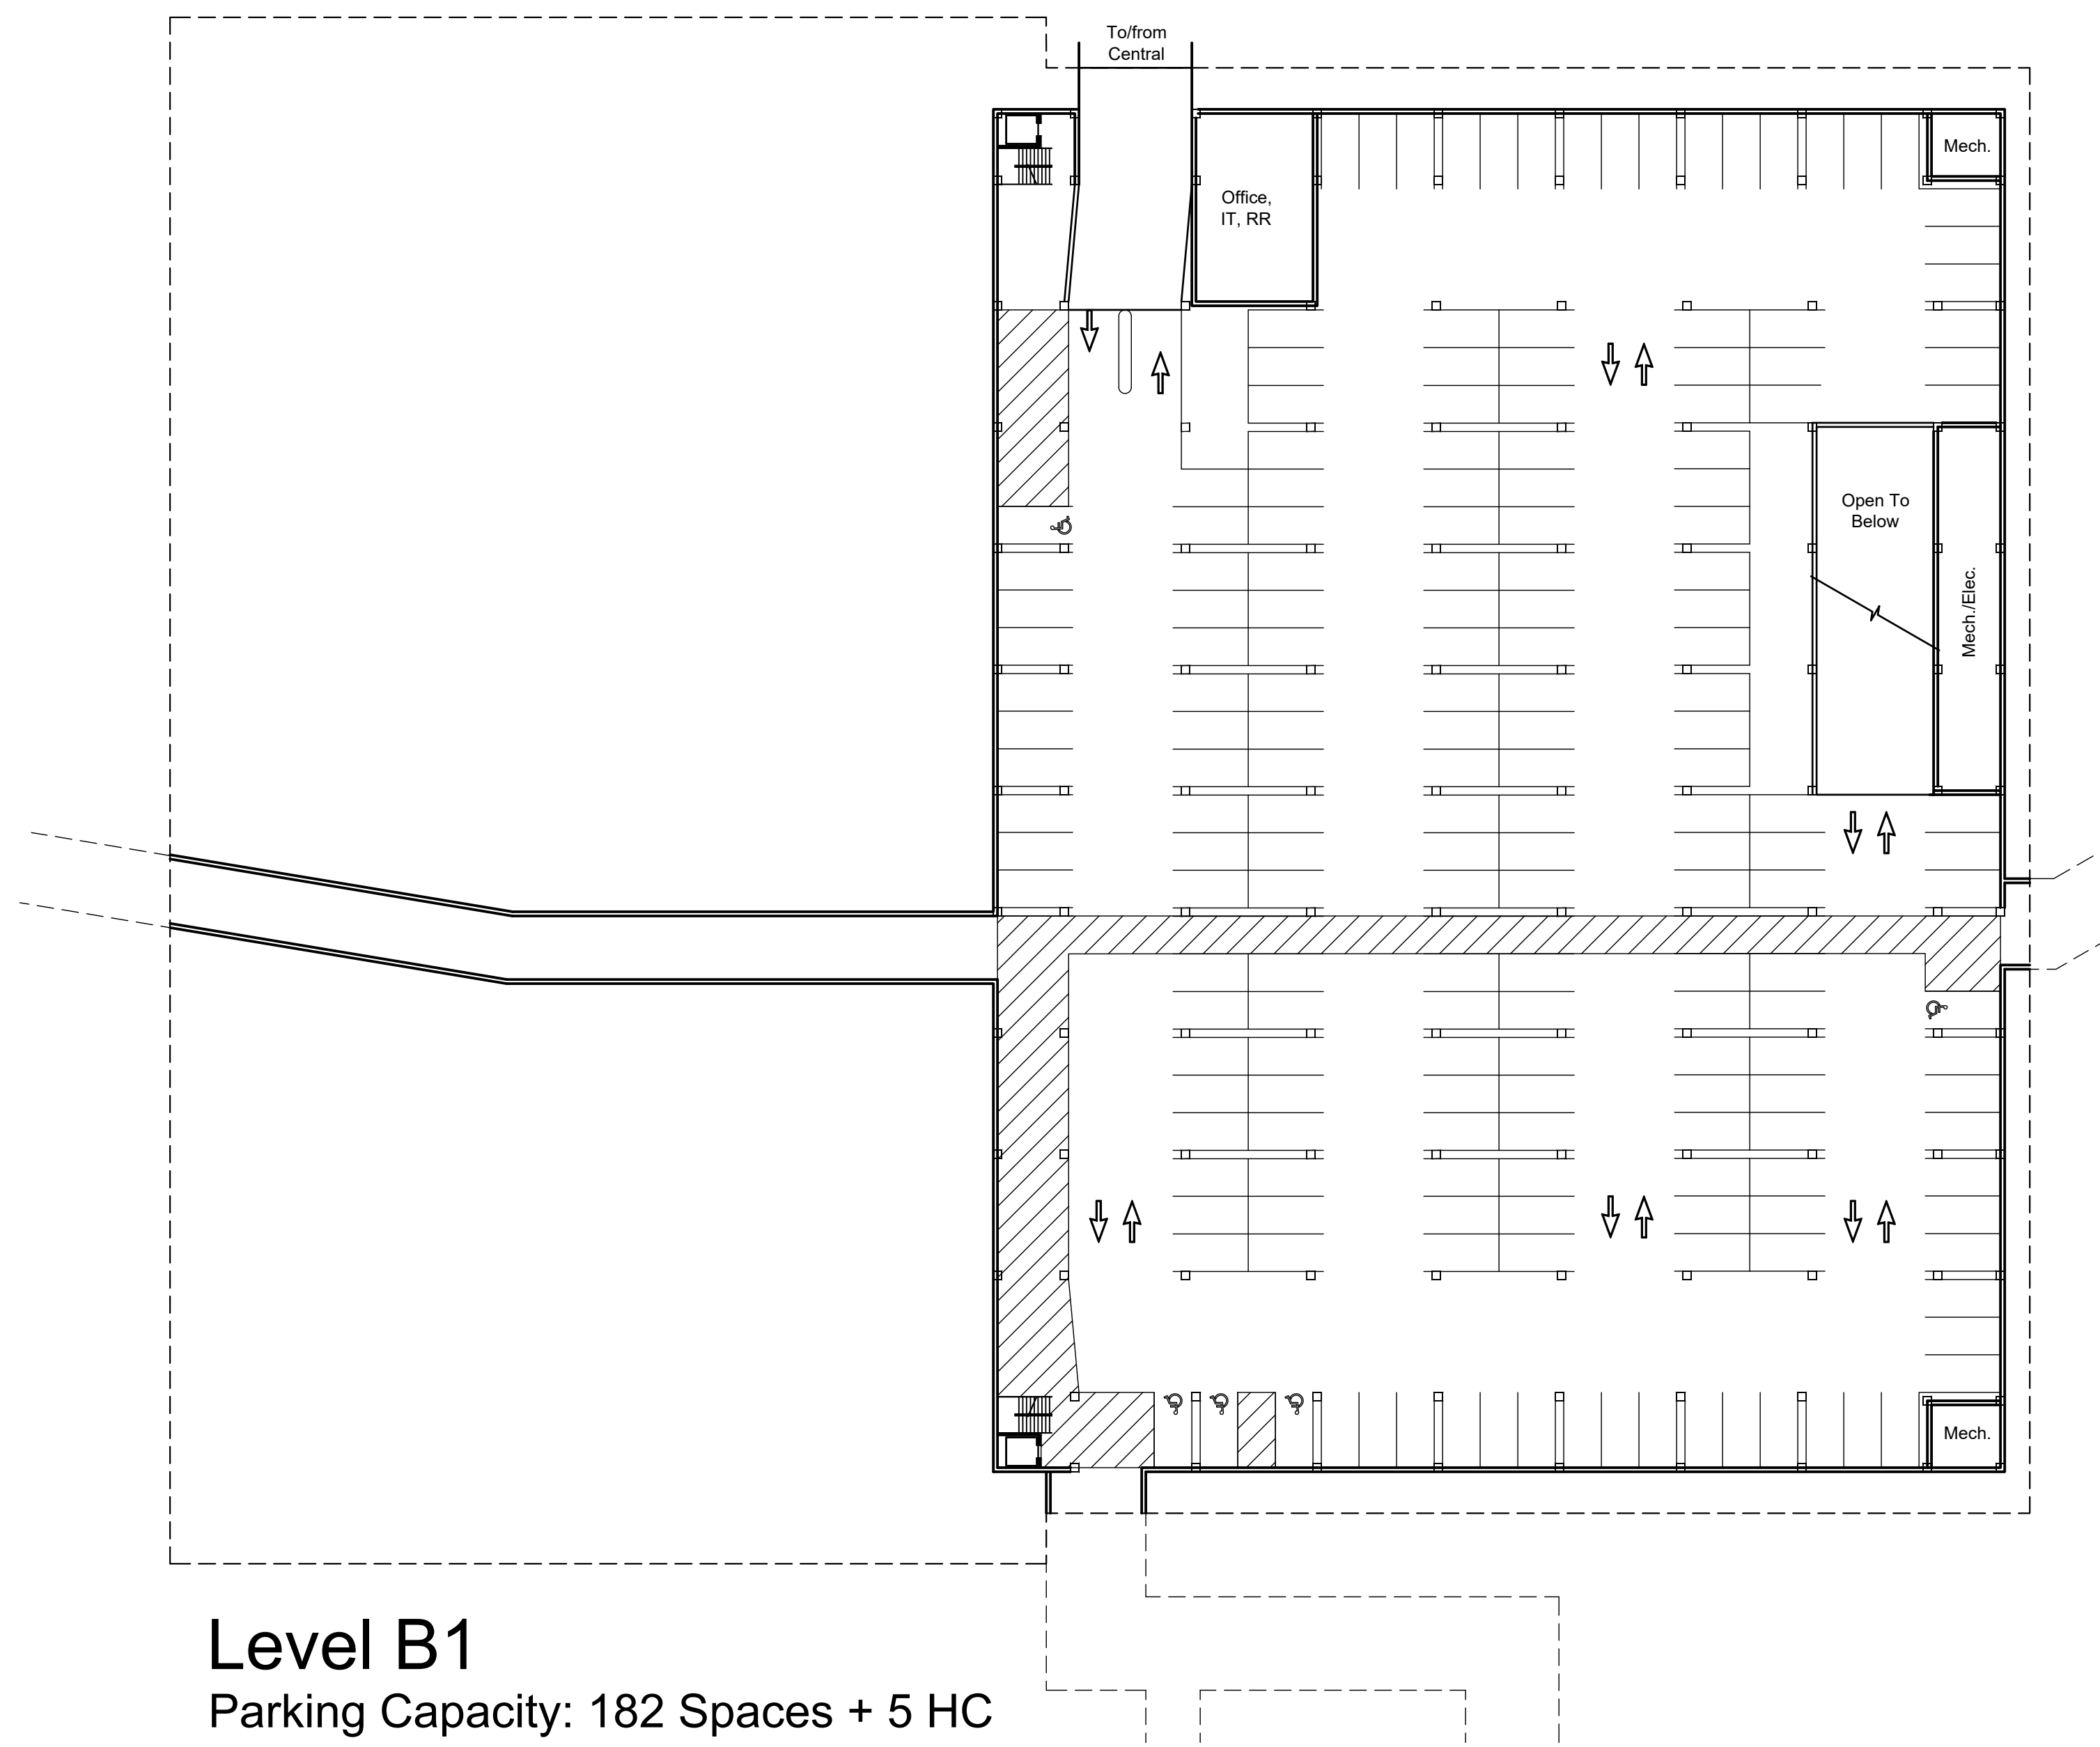 To/from
Central
Mech.
Office,
IT, RR
Open To
Below
Mech./Elec.
Mech.
Level B1
Parking Capacity: 182 Spaces + 5 HC